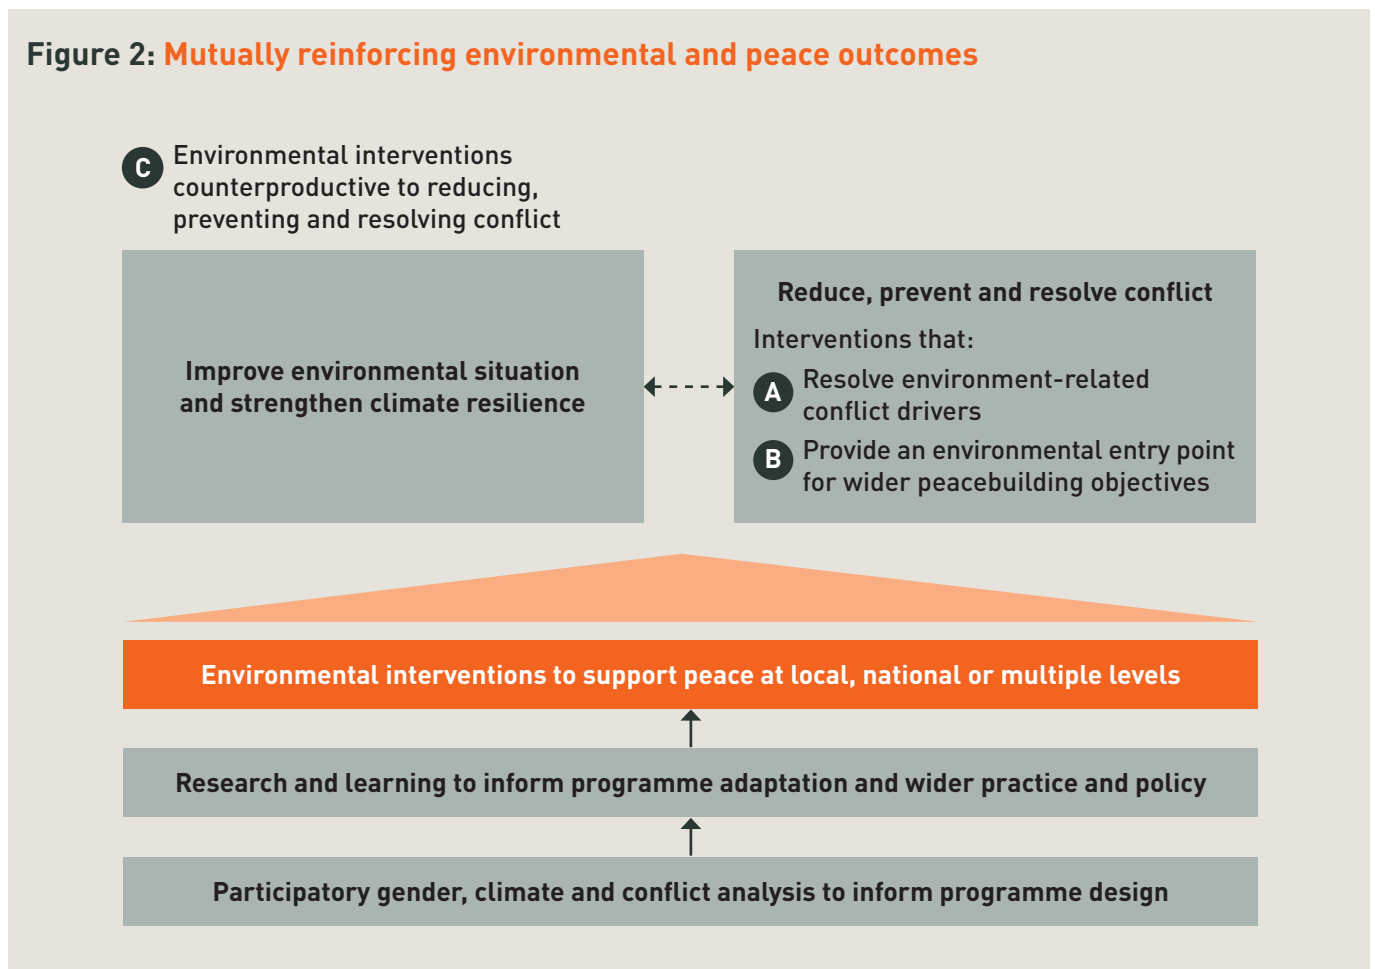 Figure 2: Mutually reinforcing environmental and peace outcomes
C Environmental interventions
counterproductive to reducing,
preventing and resolving conflict
Improve environmental situation
and strengthen climate resilience
Reduce, prevent and resolve conflict
Interventions that:
A Resolve environment-related
conflict drivers
B Provide an environmental entry point
for wider peacebuilding objectives
Environmental interventions to support peace at local, national or multiple levels
Research and learning to inform programme adaptation and wider practice and policy
Participatory gender, climate and conflict analysis to inform programme design